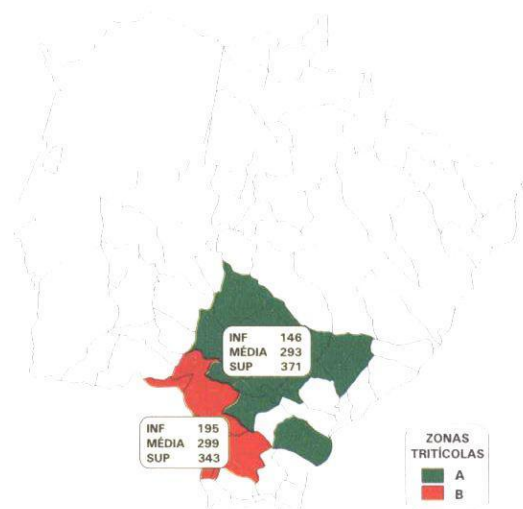 INF 146
MÉDIA 293
SUP 371
INF 195
MÉDIA 299
SUP 343
ZONAS
TRITÍCOLAS
A
B